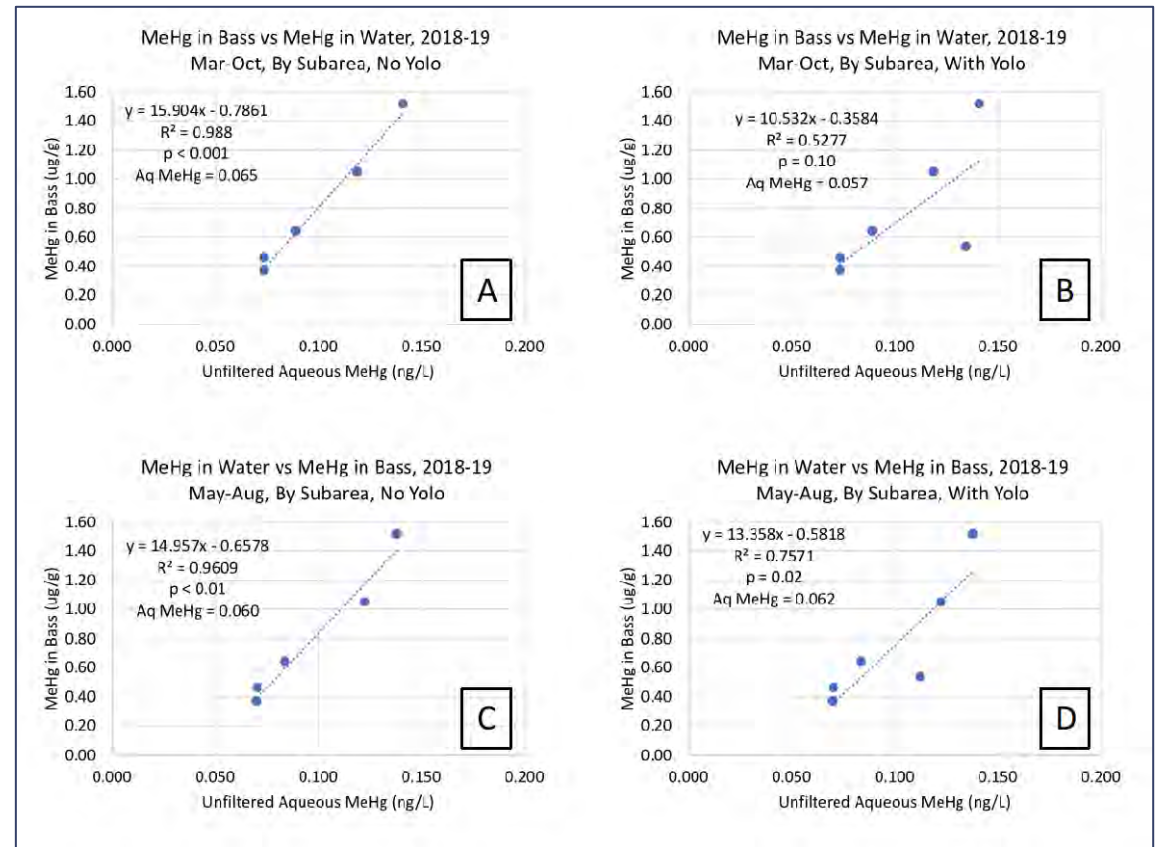 MeHg in Bass vs MeHg in Water, 2018-19
Mar-Oct, By Subarea, No Yolo
y = 15.904x - 0.7861
R² = 0.988
p < 0.001
Aq MeHg = 0.065
MeHg in Bass (ug/g)
1.60
1.40
1.20
1.00
0.80
0.60
0.40
0.20
0.00
0.000 0.050 0.100 0.150 0.200
Unfiltered Aqueous MeHg (ng/L)
A
MeHg in Bass vs MeHg in Water, 2018-19
Mar-Oct, By Subarea, With Yolo
y = 10.532x - 0.3584
R² = 0.5277
p = 0.10
Aq MeHg = 0.057
MeHg in Bass (ug/g)
1.60
1.40
1.20
1.00
0.80
0.60
0.40
0.20
0.00
0.000 0.050 0.100 0.150 0.200
Unfiltered Aqueous MeHg (ng/L)
B
MeHg in Water vs MeHg in Bass, 2018-19
May-Aug, By Subarea, No Yolo
y = 14.957x - 0.6578
R² = 0.9609
p < 0.01
Aq MeHg = 0.060
MeHg in Bass (ug/g)
1.60
1.40
1.20
1.00
0.80
0.60
0.40
0.20
0.00
0.000 0.050 0.100 0.150 0.200
Unfiltered Aqueous MeHg (ng/L)
C
MeHg in Water vs MeHg in Bass, 2018-19
May-Aug, By Subarea, With Yolo
y = 13.358x - 0.5818
R² = 0.7571
p = 0.02
Aq MeHg = 0.062
MeHg in Bass (ug/g)
1.60
1.40
1.20
1.00
0.80
0.60
0.40
0.20
0.00
0.000 0.050 0.100 0.150 0.200
Unfiltered Aqueous MeHg (ng/L)
D